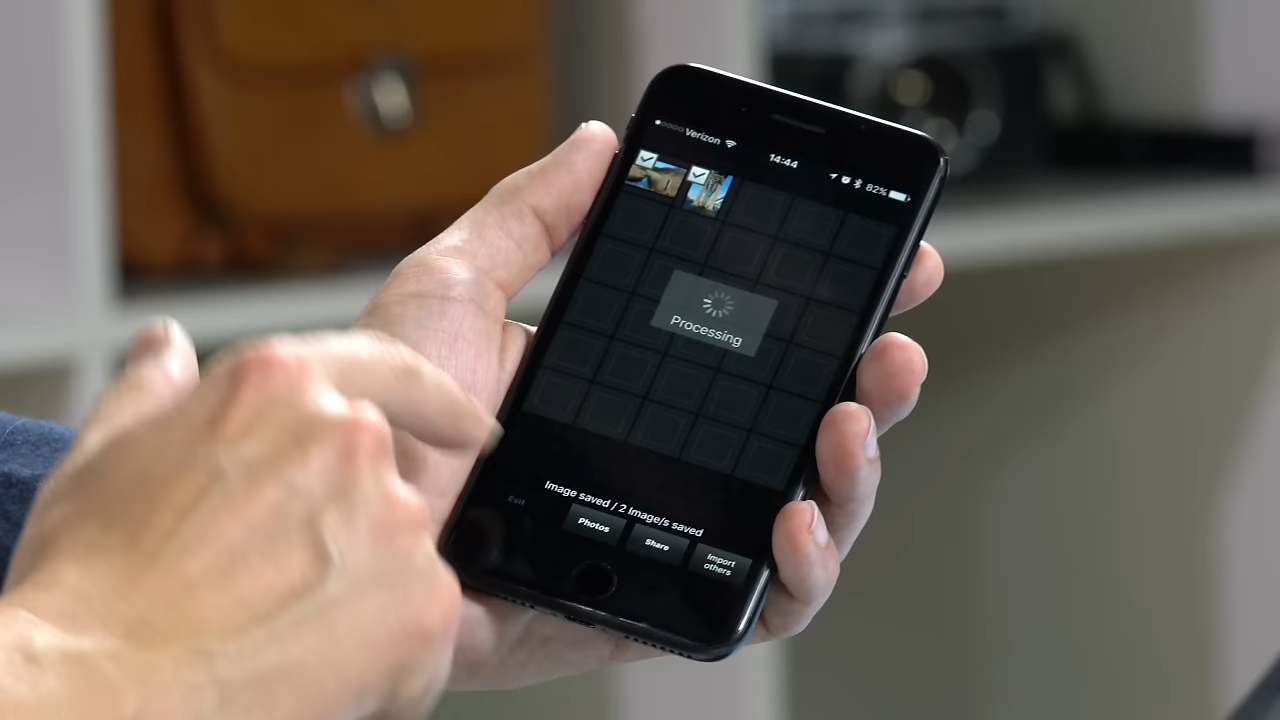 Verizon
14:44
82%
Processing
Image saved / 2 Image/s saved
Exit
Photos
Share
Import
others